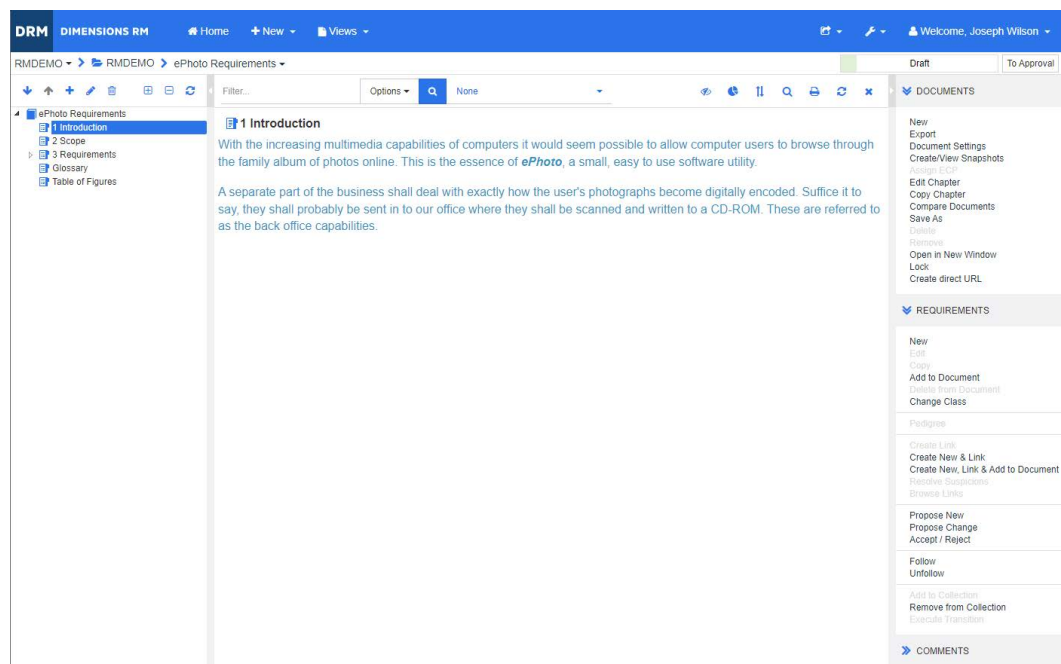 DRM DIMENSIONS RM Home New Views Welcome, Joseph Wilson
RMDEMO RMDEMO ePhoto Requirements Draft To Approval
Filter... Options None
ePhoto Requirements
1 Introduction
2 Scope
3 Requirements
Glossary
Table of Figures
1 Introduction
With the increasing multimedia capabilities of computers it would seem possible to allow computer users to browse through
the family album of photos online. This is the essence of ePhoto, a small, easy to use software utility.
A separate part of the business shall deal with exactly how the user's photographs become digitally encoded. Suffice it to
say, they shall probably be sent in to our office where they shall be scanned and written to a CD-ROM. These are referred to
as the back office capabilities.
DOCUMENTS
New
Export
Document Settings
Create/View Snapshots
Assign ECP
Edit Chapter
Copy Chapter
Compare Documents
Save As
Delete
Remove
Open in New Window
Lock
Create direct URL
REQUIREMENTS
New
Edit
Copy
Add to Document
Delete from Document
Change Class
Pedigree
Create Link
Create New & Link
Create New, Link & Add to Document
Resolve Suspicions
Browse Links
Propose New
Propose Change
Accept / Reject
Follow
Unfollow
Add to Collection
Remove from Collection
Execute Transition
COMMENTS